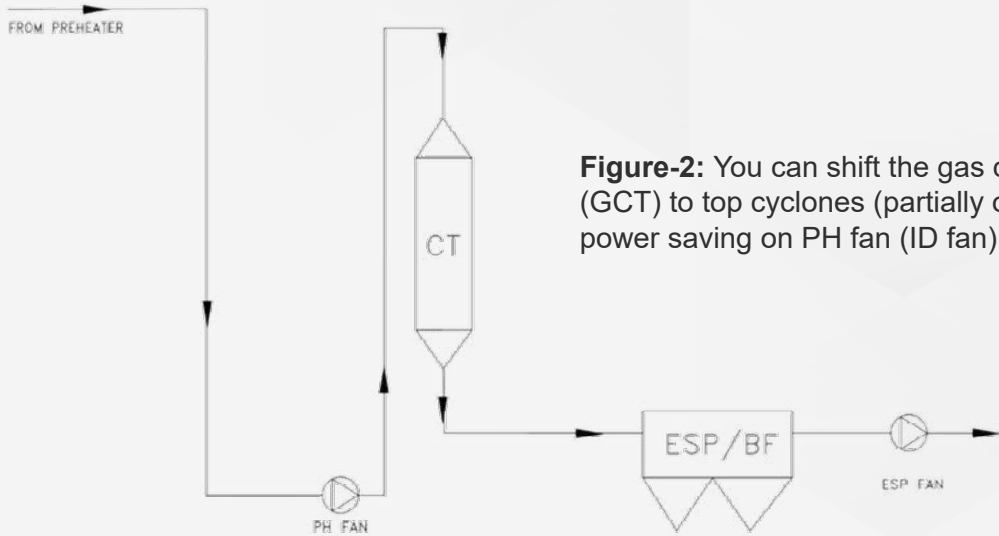 FROM PREHEATER
Figure-2: You can shift the gas
(GCT) to top cyclones (partially
power saving on PH fan (ID fan)
CT
ESP/BF
ESP FAN
PH FAN